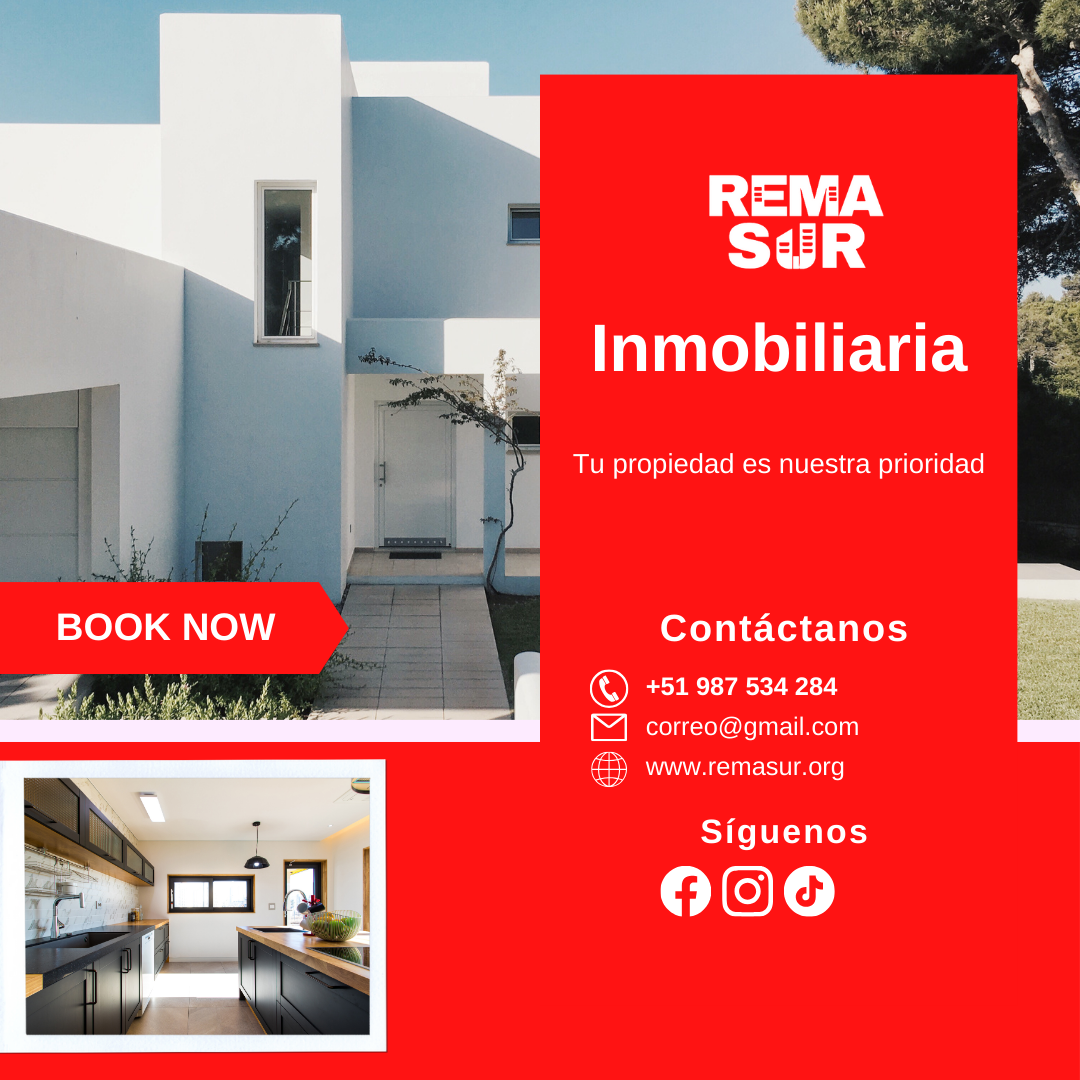 REMA
SUR
Inmobiliaria
Tu propiedad es nuestra prioridad
BOOK NOW
Contáctanos
+51 987 534 284
correo@gmail.com
www.remasur.org
Síguenos